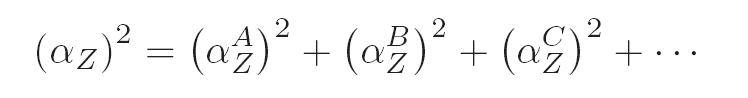 (α_Z)² = (α_Z^A)² + (α_Z^B)² + (α_Z^C)² + ⋯